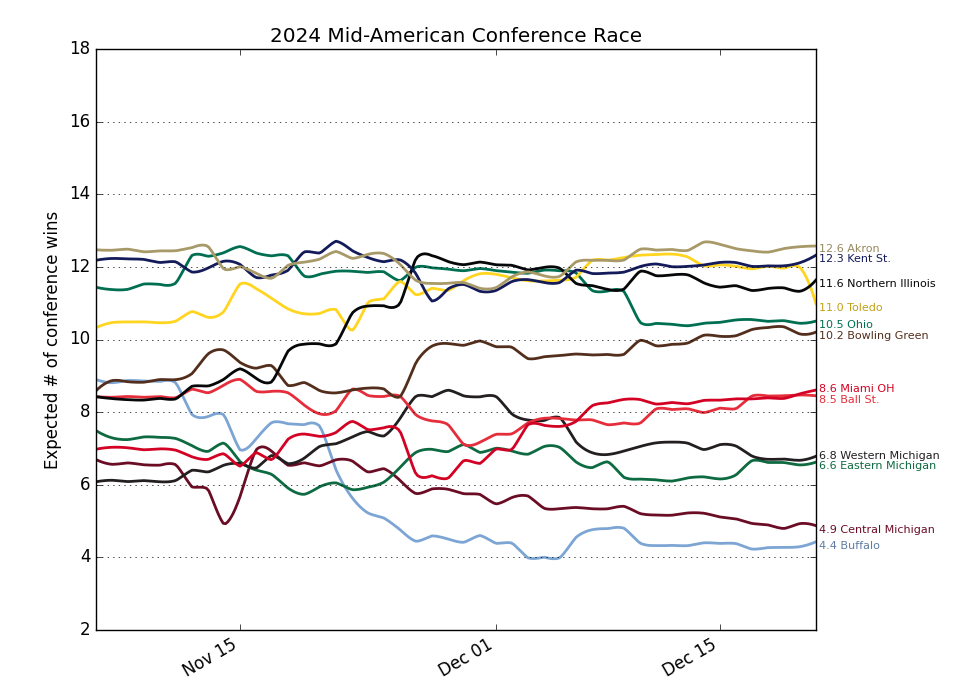 2024 Mid-American Conference Race
Expected # of conference wins
18
16
14
12
10
8
6
4
2
Nov 15
Dec 01
Dec 15
12.6 Akron
12.3 Kent St.
11.6 Northern Illinois
11.0 Toledo
10.5 Ohio
10.2 Bowling Green
8.6 Miami OH
8.5 Ball St.
6.8 Western Michigan
6.6 Eastern Michigan
4.9 Central Michigan
4.4 Buffalo